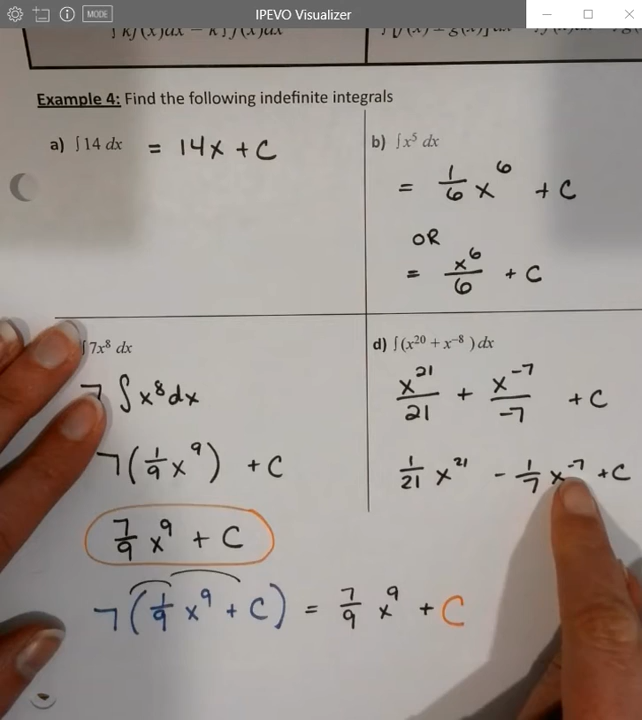 IPEVO Visualizer
MODE
Example 4: Find the following indefinite integrals
a) ∫14 dx = 14x + C
b) ∫x⁵ dx
= 1/6 x⁶ + C
OR
= x⁶/6 + C
∫7x⁸ dx
7∫x⁸dx
7(1/9 x⁹) + C
7/9 x⁹ + C
7(1/9 x⁹ + C) = 7/9 x⁹ + C
d) ∫(x²⁰ + x⁻⁸) dx
x²¹/21 + x⁻⁷/-7 + C
1/21 x²¹ - 1/7 x⁻⁷ + C